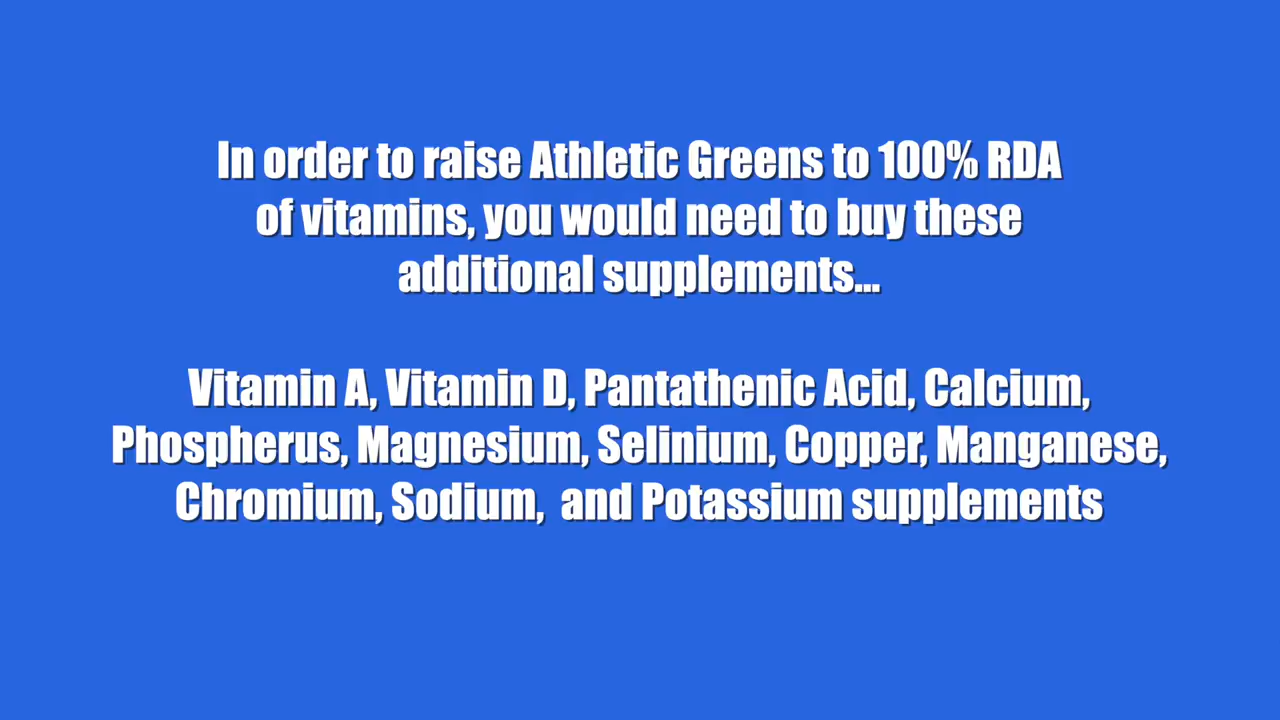 In order to raise Athletic Greens to 100% RDA
of vitamins, you would need to buy these
additional supplements...
Vitamin A, Vitamin D, Pantathenic Acid, Calcium,
Phospherus, Magnesium, Selinium, Copper, Manganese,
Chromium, Sodium,  and Potassium supplements